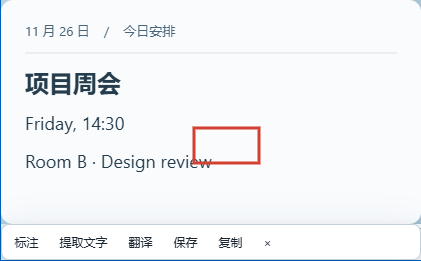 11 月 26 日 / 今日安排
项目周会
Friday, 14:30
Room B · Design review
标注 提取文字 翻译 保存 复制 ×